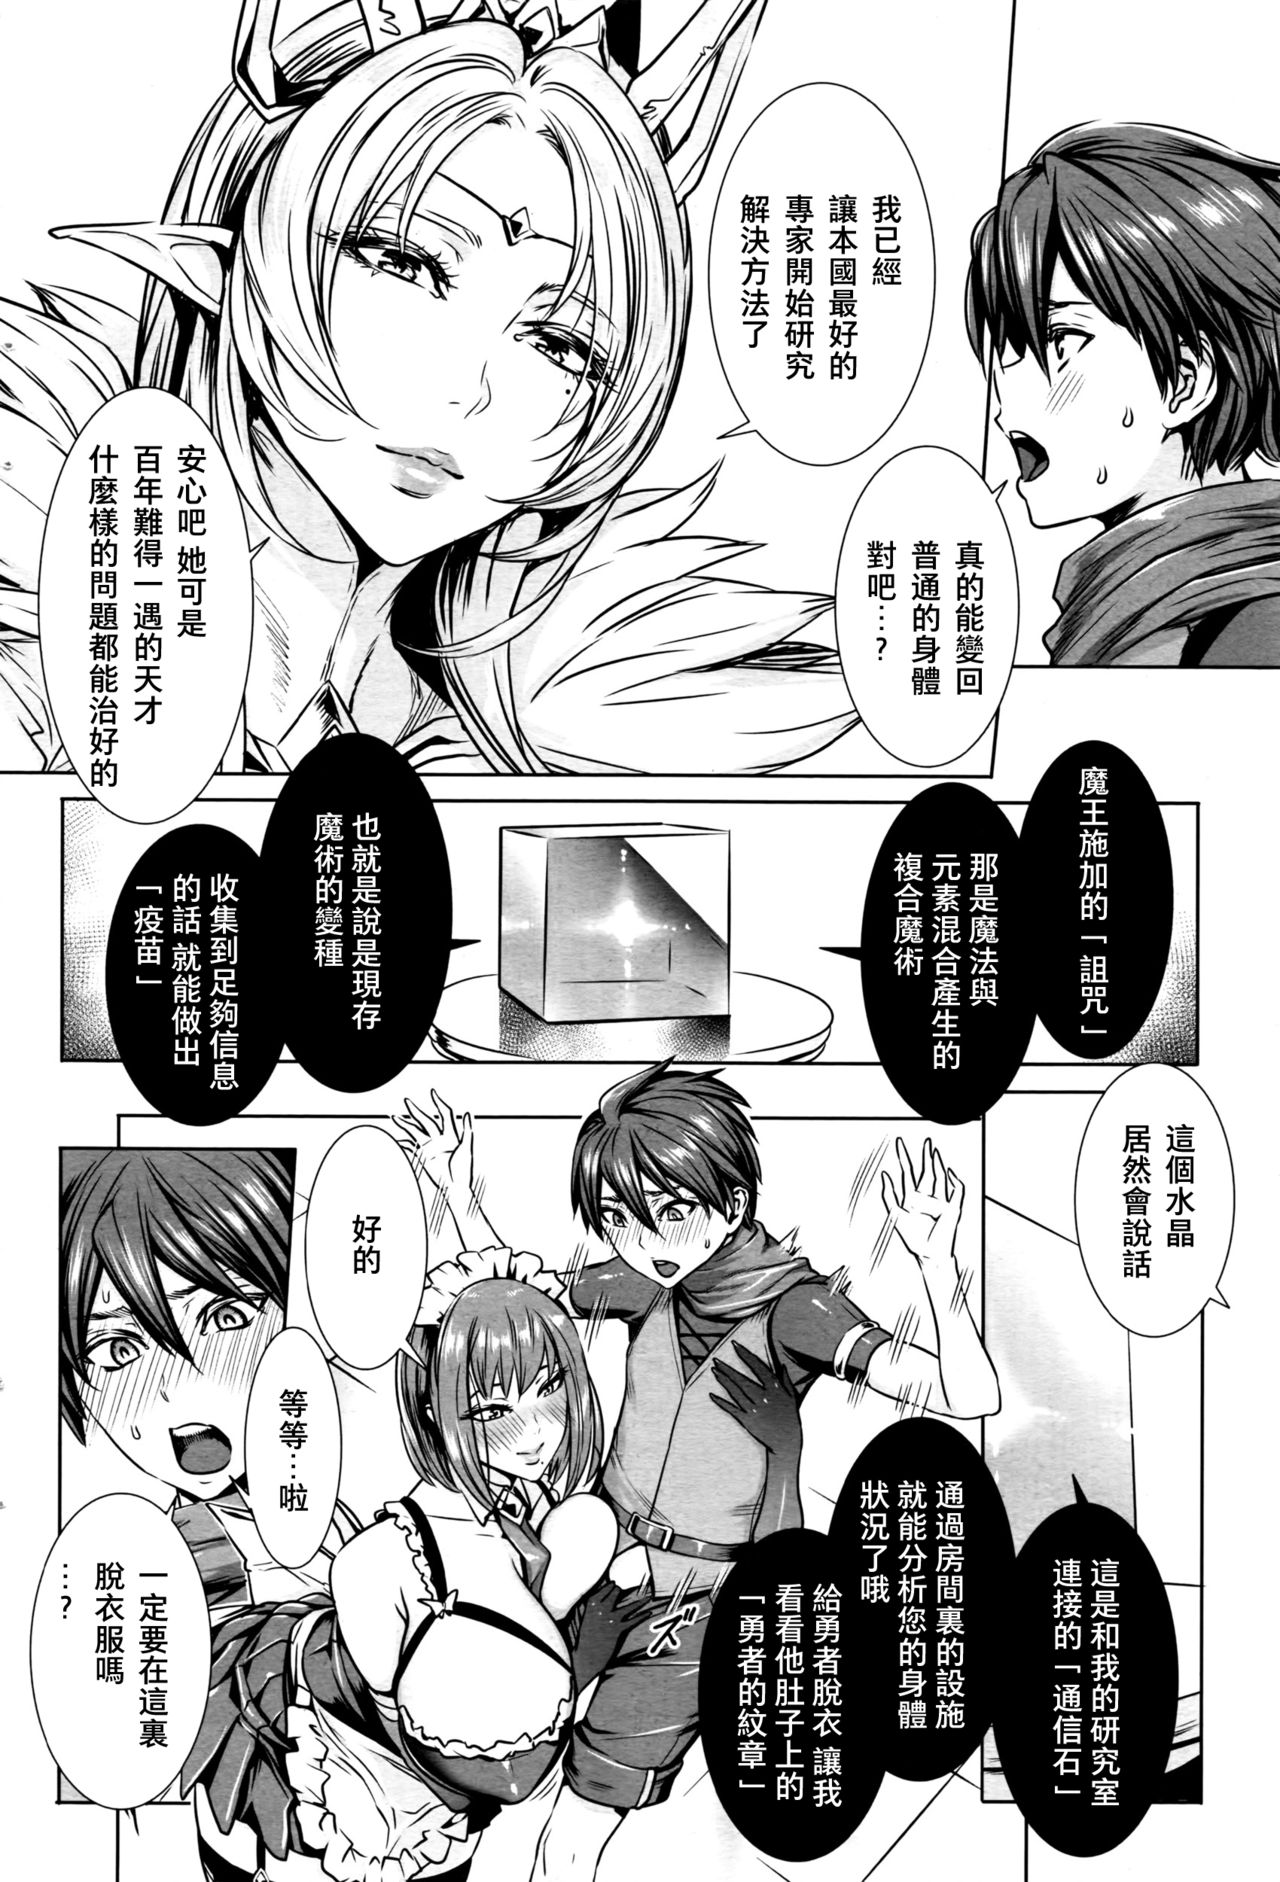 我已經
讓本國最好的
專家開始研究
解決方法了
真的能變回
普通的身體
對吧…?
安心吧 她可是
百年難得一遇的天才
什麼樣的問題都能治好的
魔王施加的「詛咒」
那是魔法與
元素混合產生的
複合魔術
也就是說是現存
魔術的變種
收集到足夠信息
的話 就能做出
「疫苗」
這個水晶
居然會說話
這是和我的研究室
連接的「通信石」
通過房間裏的設施
就能分析您的身體
狀況了哦
給勇者脫衣 讓我
看看他肚子上的
「勇者的紋章」
好的
ズ
等等…啦
一定要在這裏
脫衣服嗎
…?